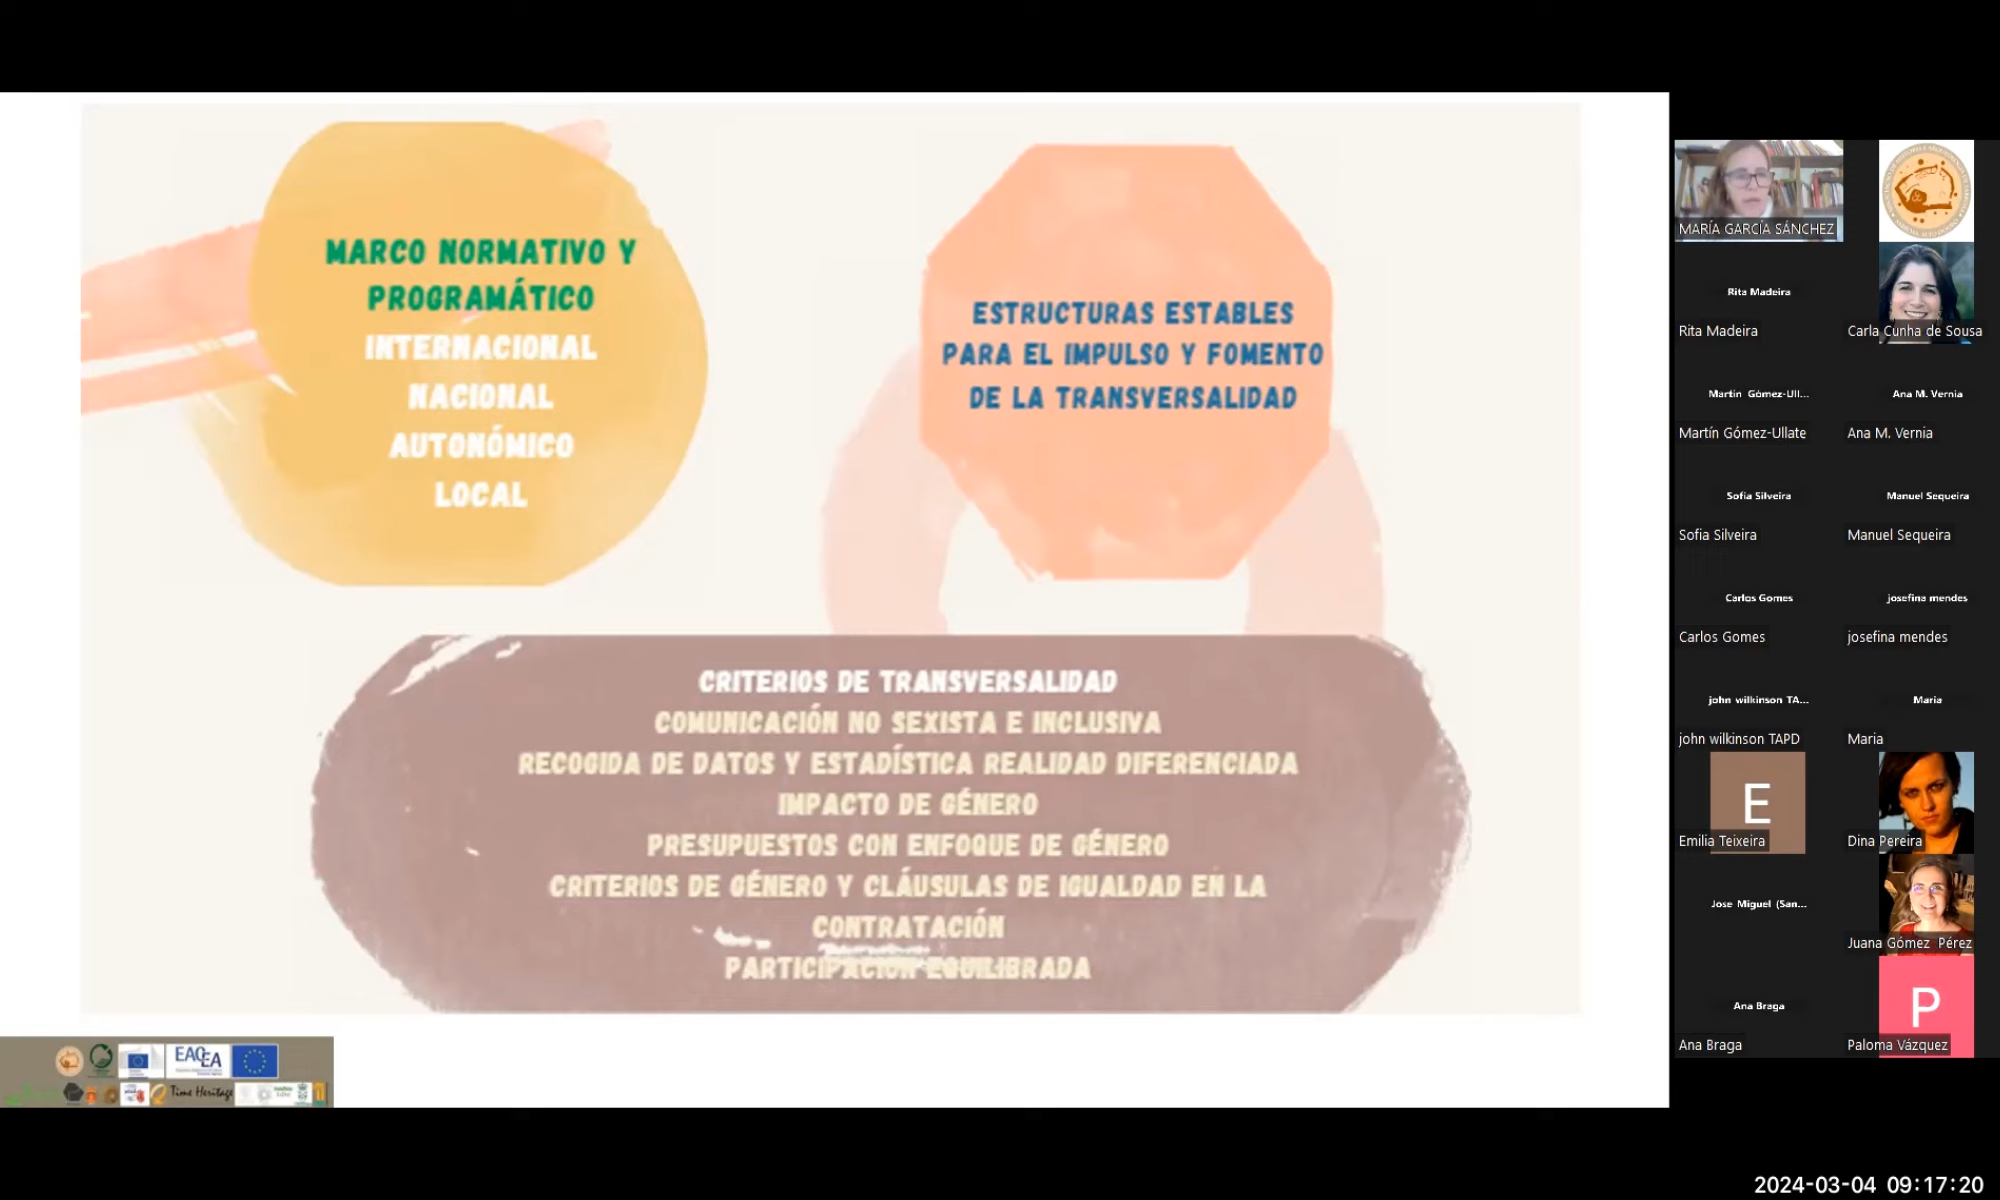 MARCO NORMATIVO Y
PROGRAMÁTICO
INTERNACIONAL
NACIONAL
AUTONÓMICO
LOCAL
ESTRUCTURAS ESTABLES
PARA EL IMPULSO Y FOMENTO
DE LA TRANSVERSALIDAD
CRITERIOS DE TRANSVERSALIDAD
COMUNICACIÓN NO SEXISTA E INCLUSIVA
RECOGIDA DE DATOS Y ESTADÍSTICA REALIDAD DIFERENCIADA
IMPACTO DE GÉNERO
PRESUPUESTOS CON ENFOQUE DE GÉNERO
CRITERIOS DE GÉNERO Y CLÁUSULAS DE IGUALDAD EN LA
CONTRATACIÓN
PARTICIPACIÓN EQUILIBRADA
EACEA
Time Heritage
MARÍA GARCÍA SÁNCHEZ
Rita Madeira
Rita Madeira
Carla Cunha de Sousa
Martín Gómez-Ull...
Ana M. Vernia
Martín Gómez-Ullate
Ana M. Vernia
Sofia Silveira
Manuel Sequeira
Sofia Silveira
Manuel Sequeira
Carlos Gomes
josefina mendes
Carlos Gomes
josefina mendes
john wilkinson TA...
Maria
john wilkinson TAPD
Maria
E
Emilia Teixeira
Dina Pereira
Jose Miguel (San...
Juana Gómez Pérez
Ana Braga
P
Ana Braga
Paloma Vázquez
2024-03-04 09:17:20